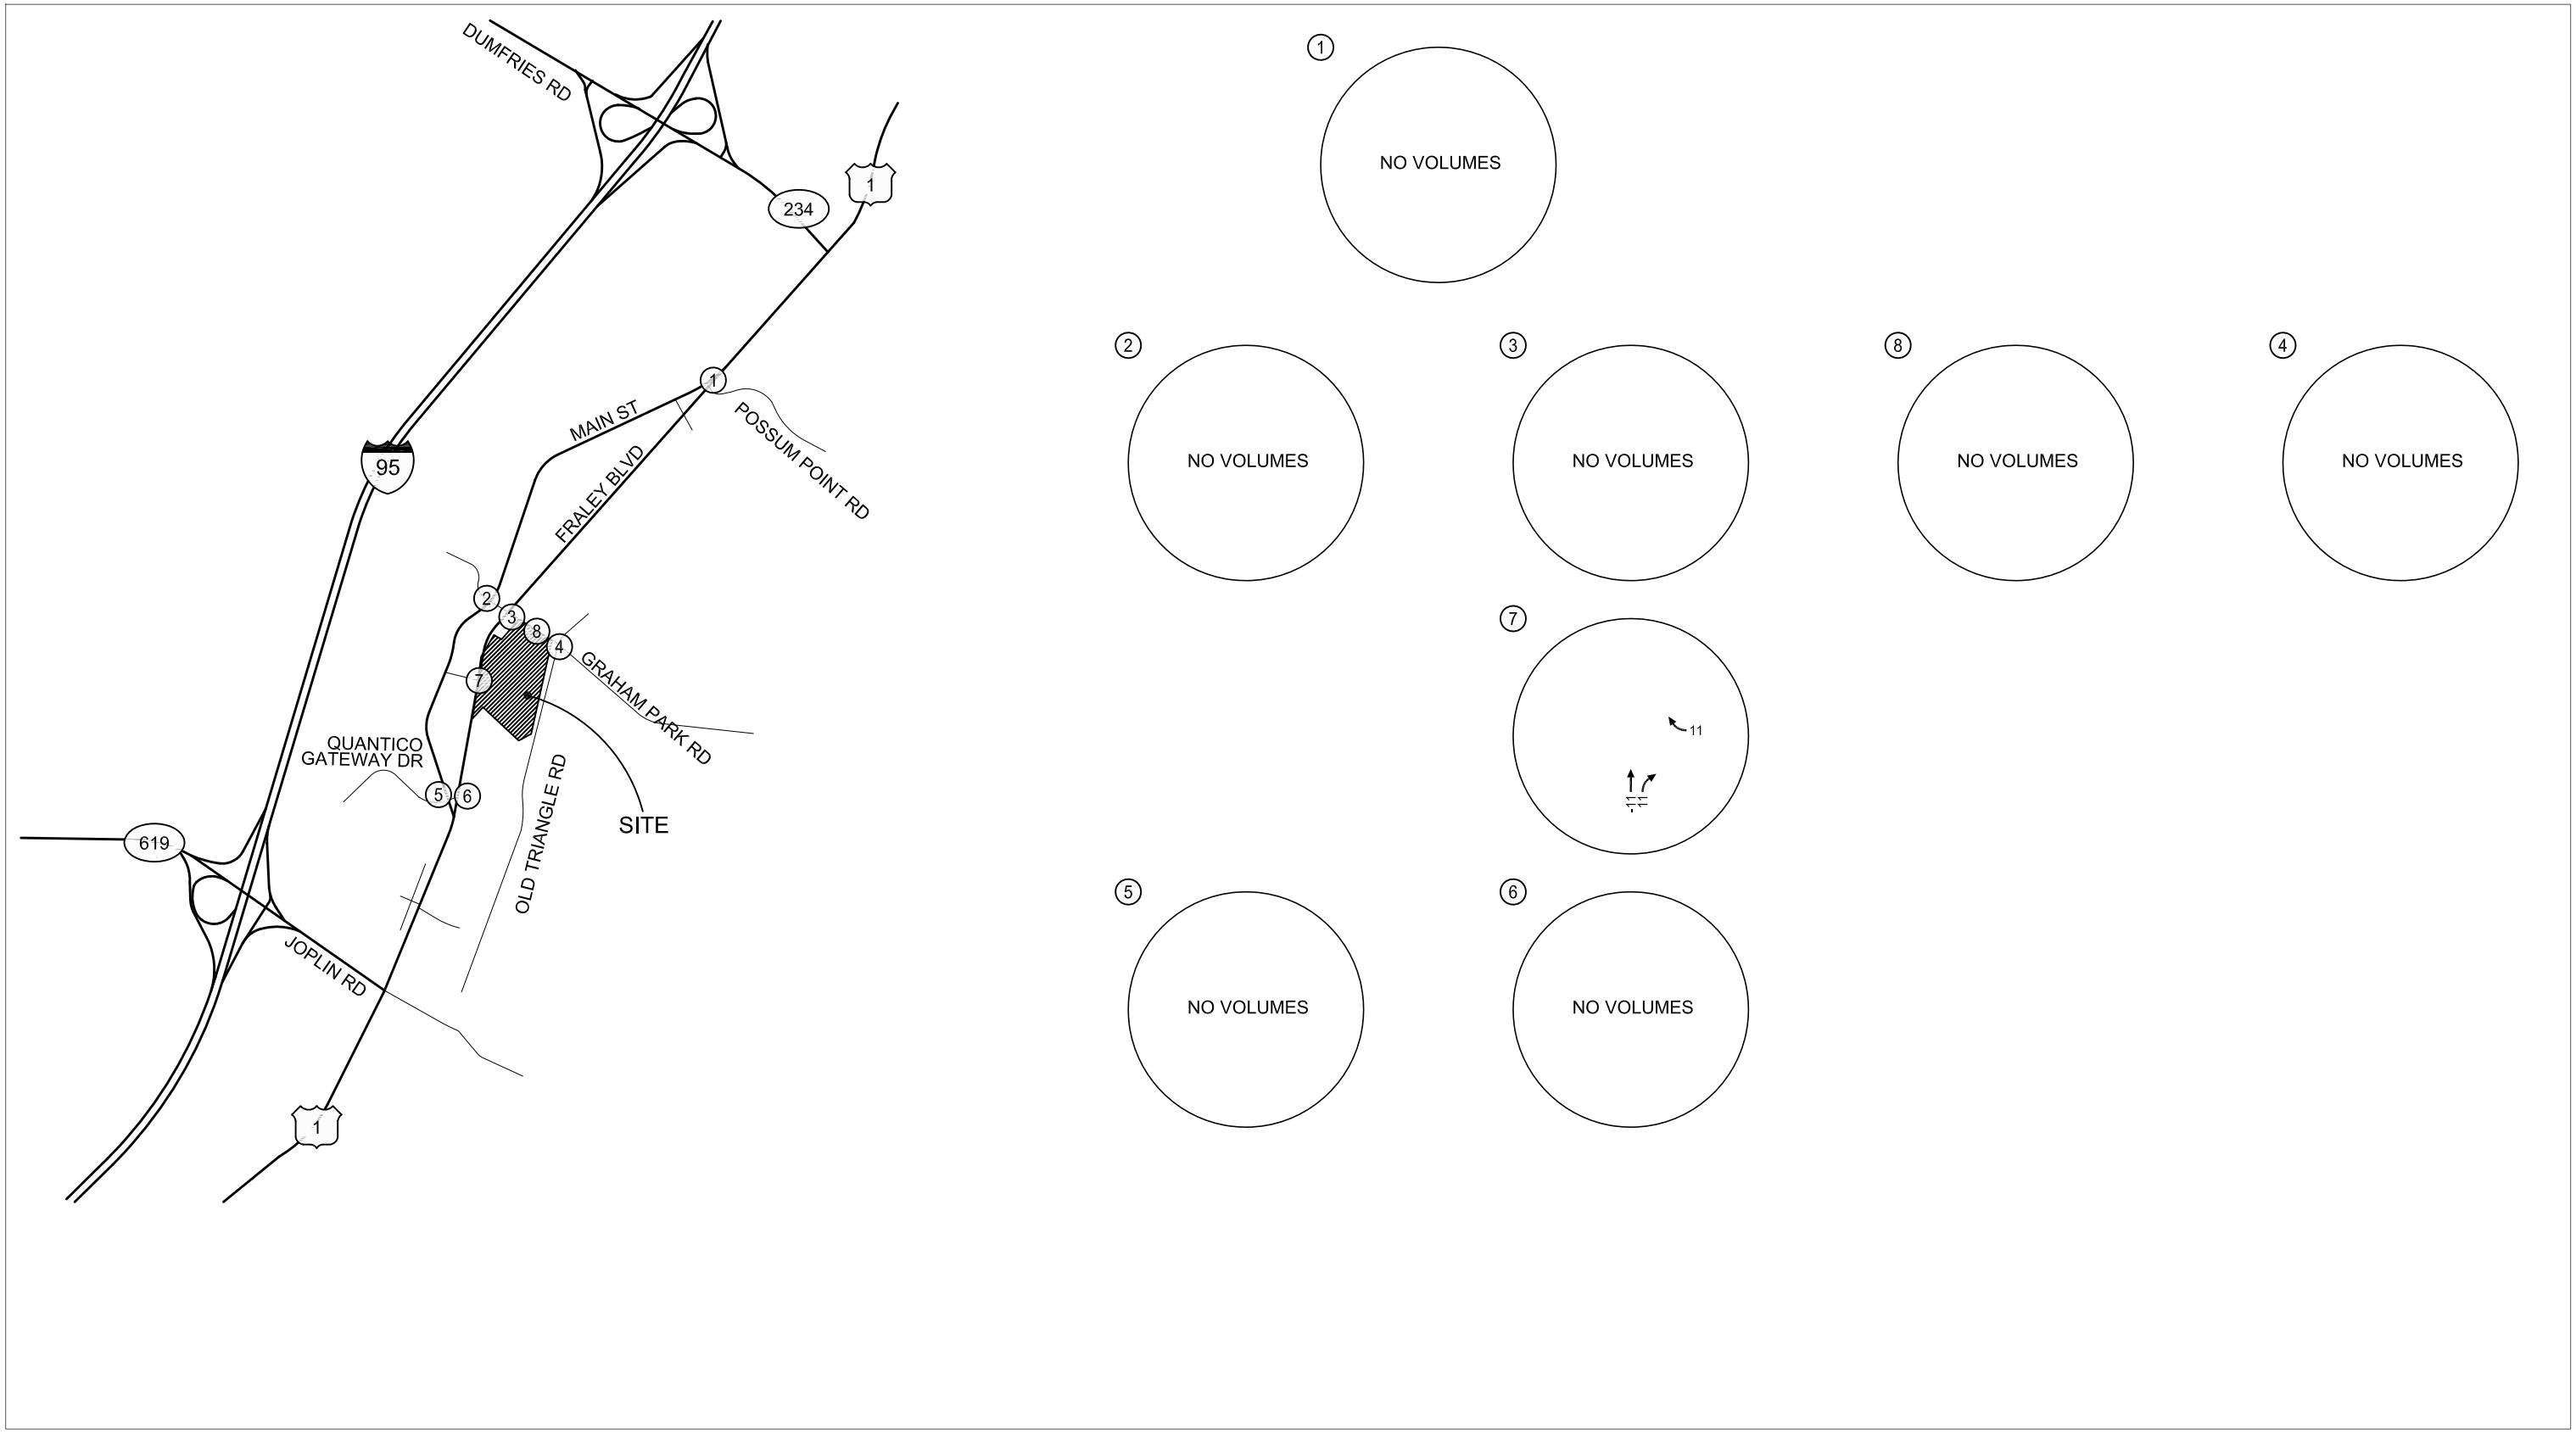 DUMFRIES RD
234
1
1
MAIN ST
FRALEY BLVD
POSSUM POINT RD
95
2
3
8
4
7
GRAHAM PARK RD
QUANTICO
GATEWAY DR
5
6
SITE
OLD TRIANGLE RD
619
JOPLIN RD
1
1
NO VOLUMES
2
NO VOLUMES
3
NO VOLUMES
8
NO VOLUMES
4
NO VOLUMES
7
11
-11
11
5
NO VOLUMES
6
NO VOLUMES